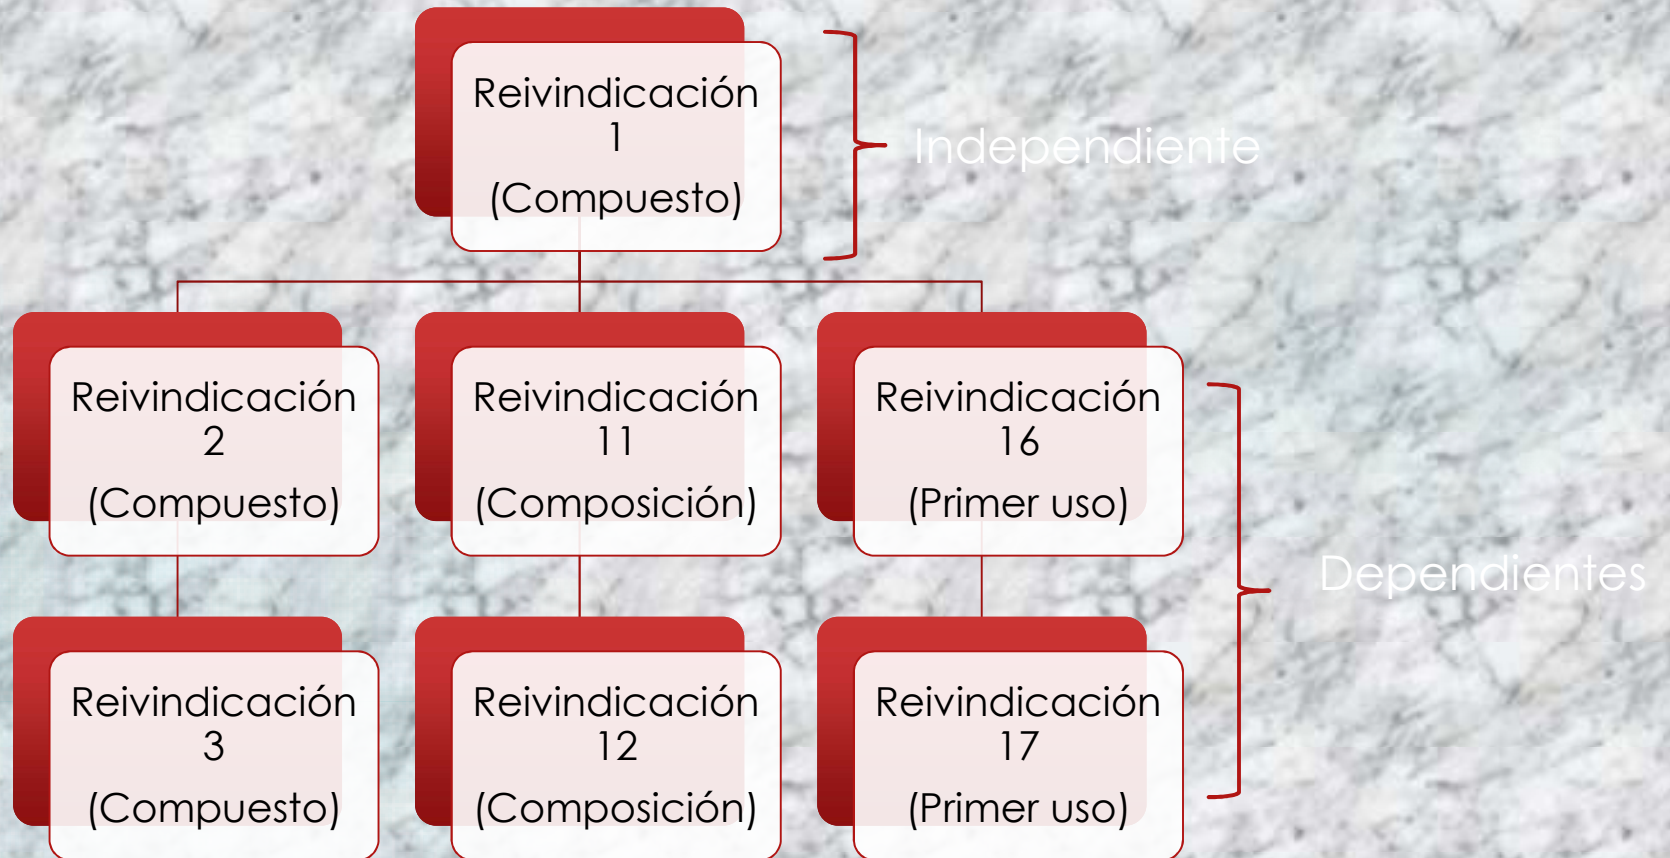 Reivindicación
1
(Compuesto)
Independiente
Reivindicación
2
(Compuesto)
Reivindicación
11
(Composición)
Reivindicación
16
(Primer uso)
Dependientes
Reivindicación
3
(Compuesto)
Reivindicación
12
(Composición)
Reivindicación
17
(Primer uso)